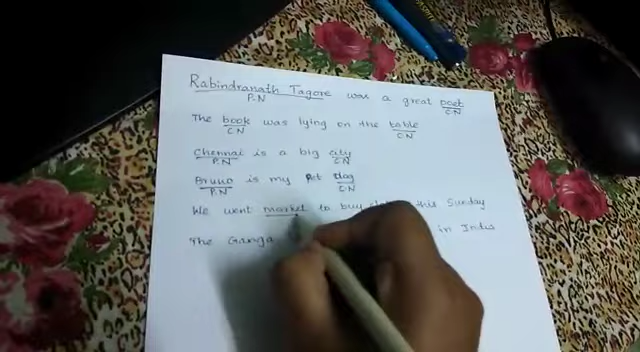 Rabindranath Tagore was a great poet
P.N C.N
The book was lying on the table
C.N C.N
Chennai is a big city
P.N C.N
Bruno is my Pet dog
P.N C.N
We went market to buy this Sunday
The Ganga in India